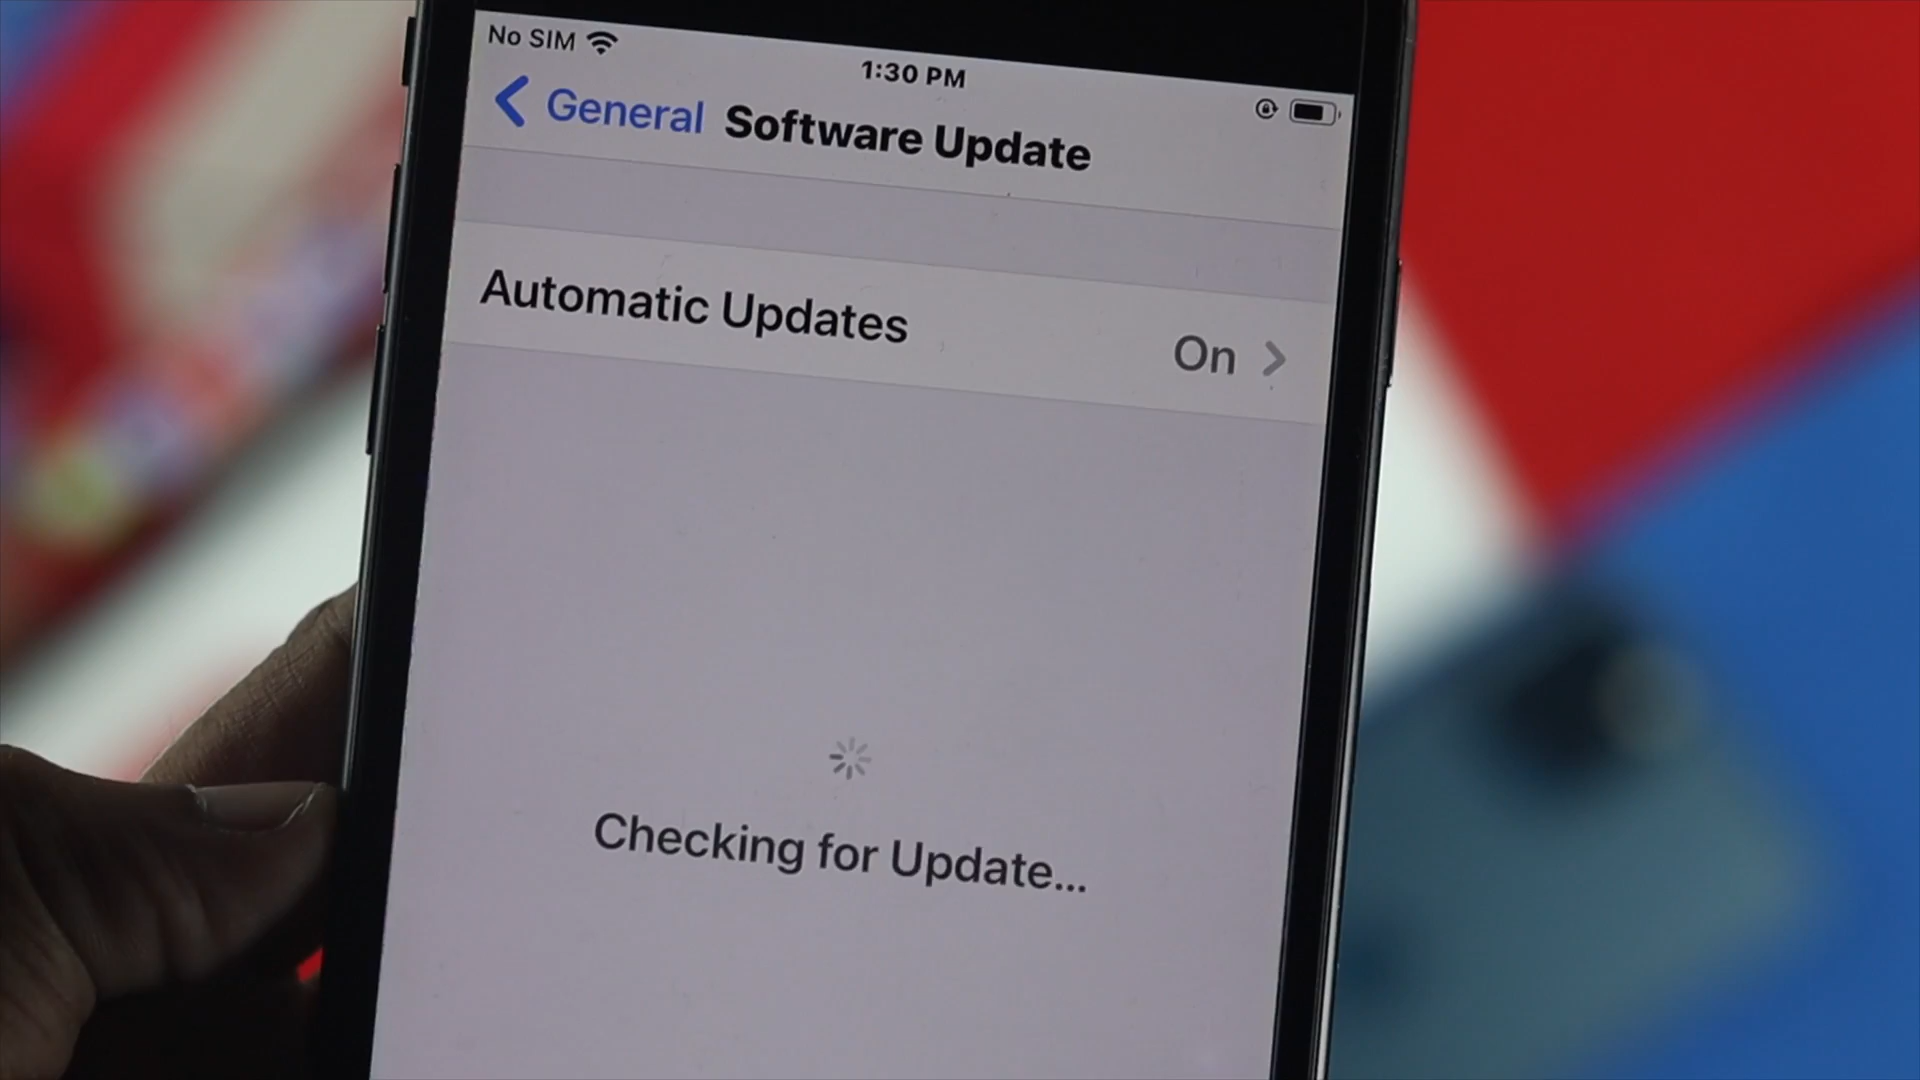 No SIM
1:30 PM
General Software Update
Automatic Updates On
Checking for Update...